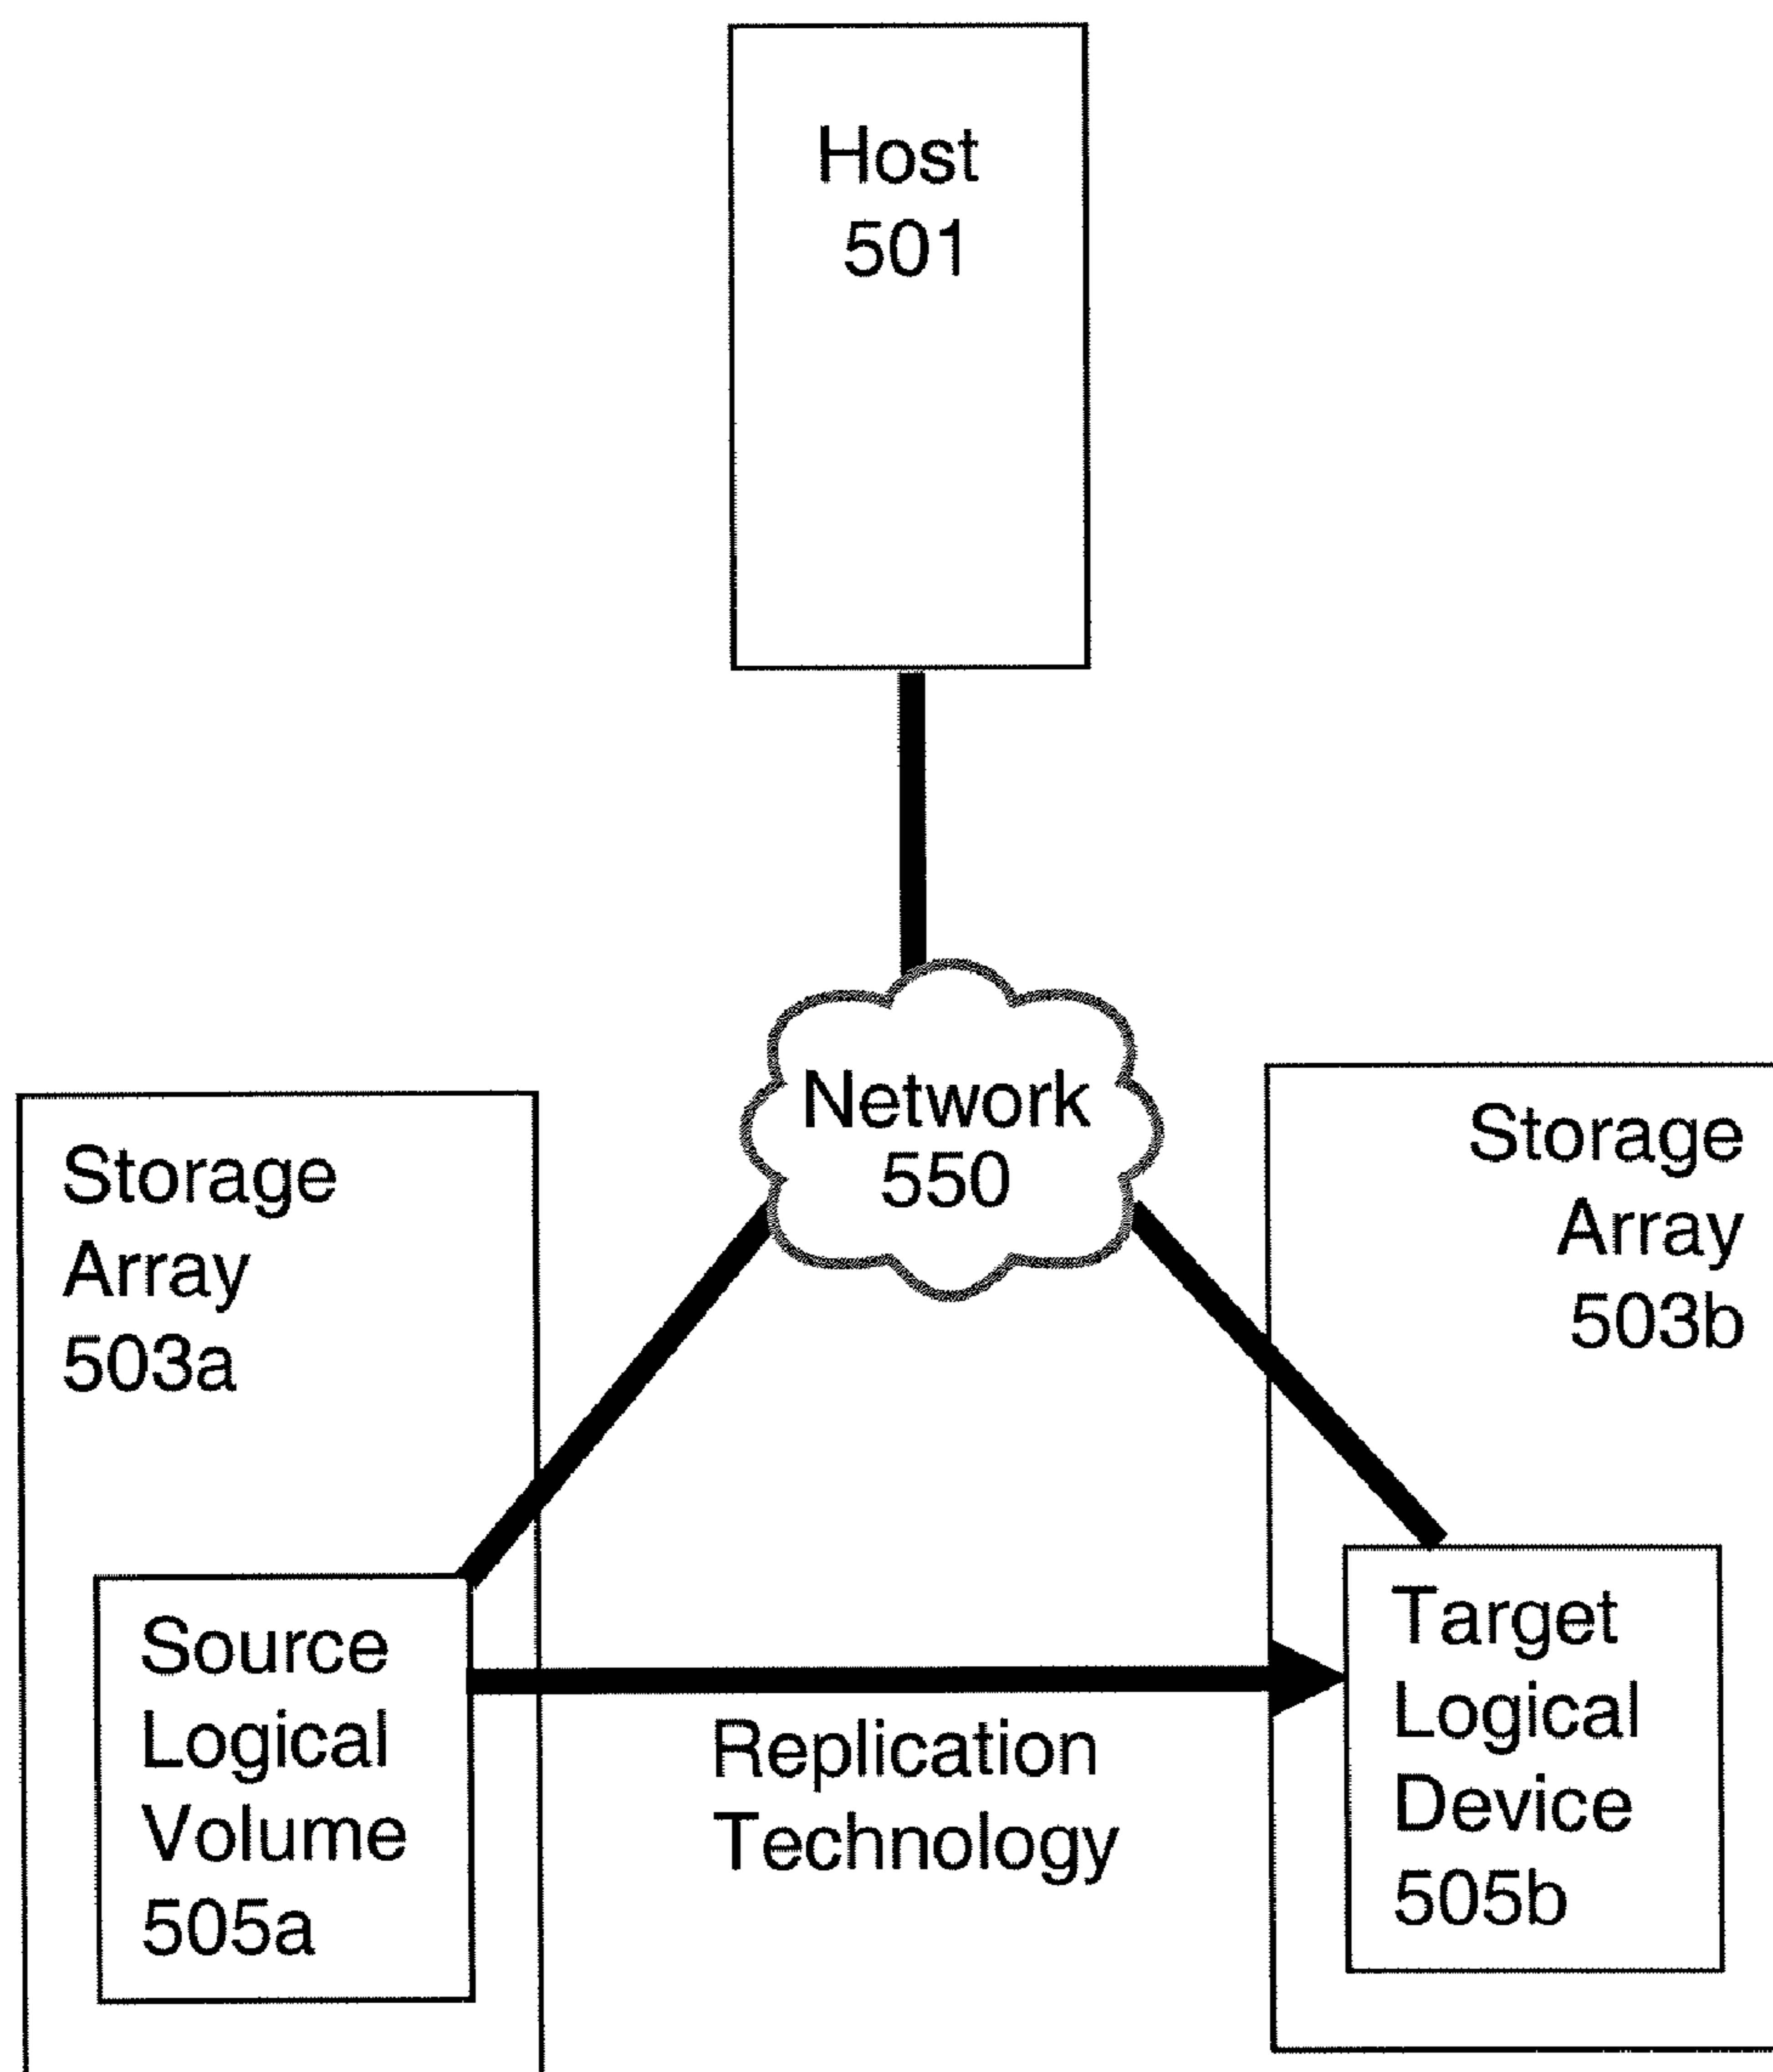 Host
501
Network
550
Storage
Array
503a
Storage
Array
503b
Source
Logical
Volume
505a
Replication
Technology
Target
Logical
Device
505b